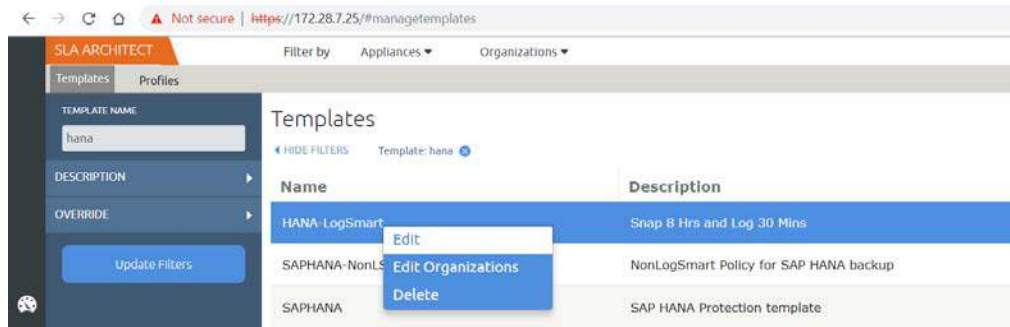 Not secure | https://172.28.7.25/#managetemplates
SLA ARCHITECT
Filter by Appliances Organizations
Templates Profiles
TEMPLATE NAME
hana
DESCRIPTION
OVERRIDE
Update Filters
Templates
HIDE FILTERS Template: hana
Name Description
HANA-LogSmart Snap 8 Hrs and Log 30 Mins
Edit
SAPHANA-NonLS NonLogSmart Policy for SAP HANA backup
Edit Organizations
Delete
SAPHANA SAP HANA Protection template